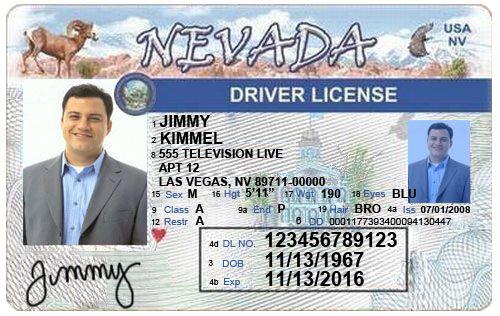 NEVADA
USA
NV
DRIVER LICENSE
1 JIMMY
2 KIMMEL
8 555 TELEVISION LIVE
APT 12
LAS VEGAS, NV 89711-00000
15 Sex M 16 Hgt 5'11" 17 Wgt 190 18 Eyes BLU
9 Class A 9a End P 19 Hair BRO 4a Iss 07/01/2008
12 Restr A 5 DD 0001177393400094130447
4d DL NO. 123456789123
3 DOB 11/13/1967
4b Exp 11/13/2016
Jimmy